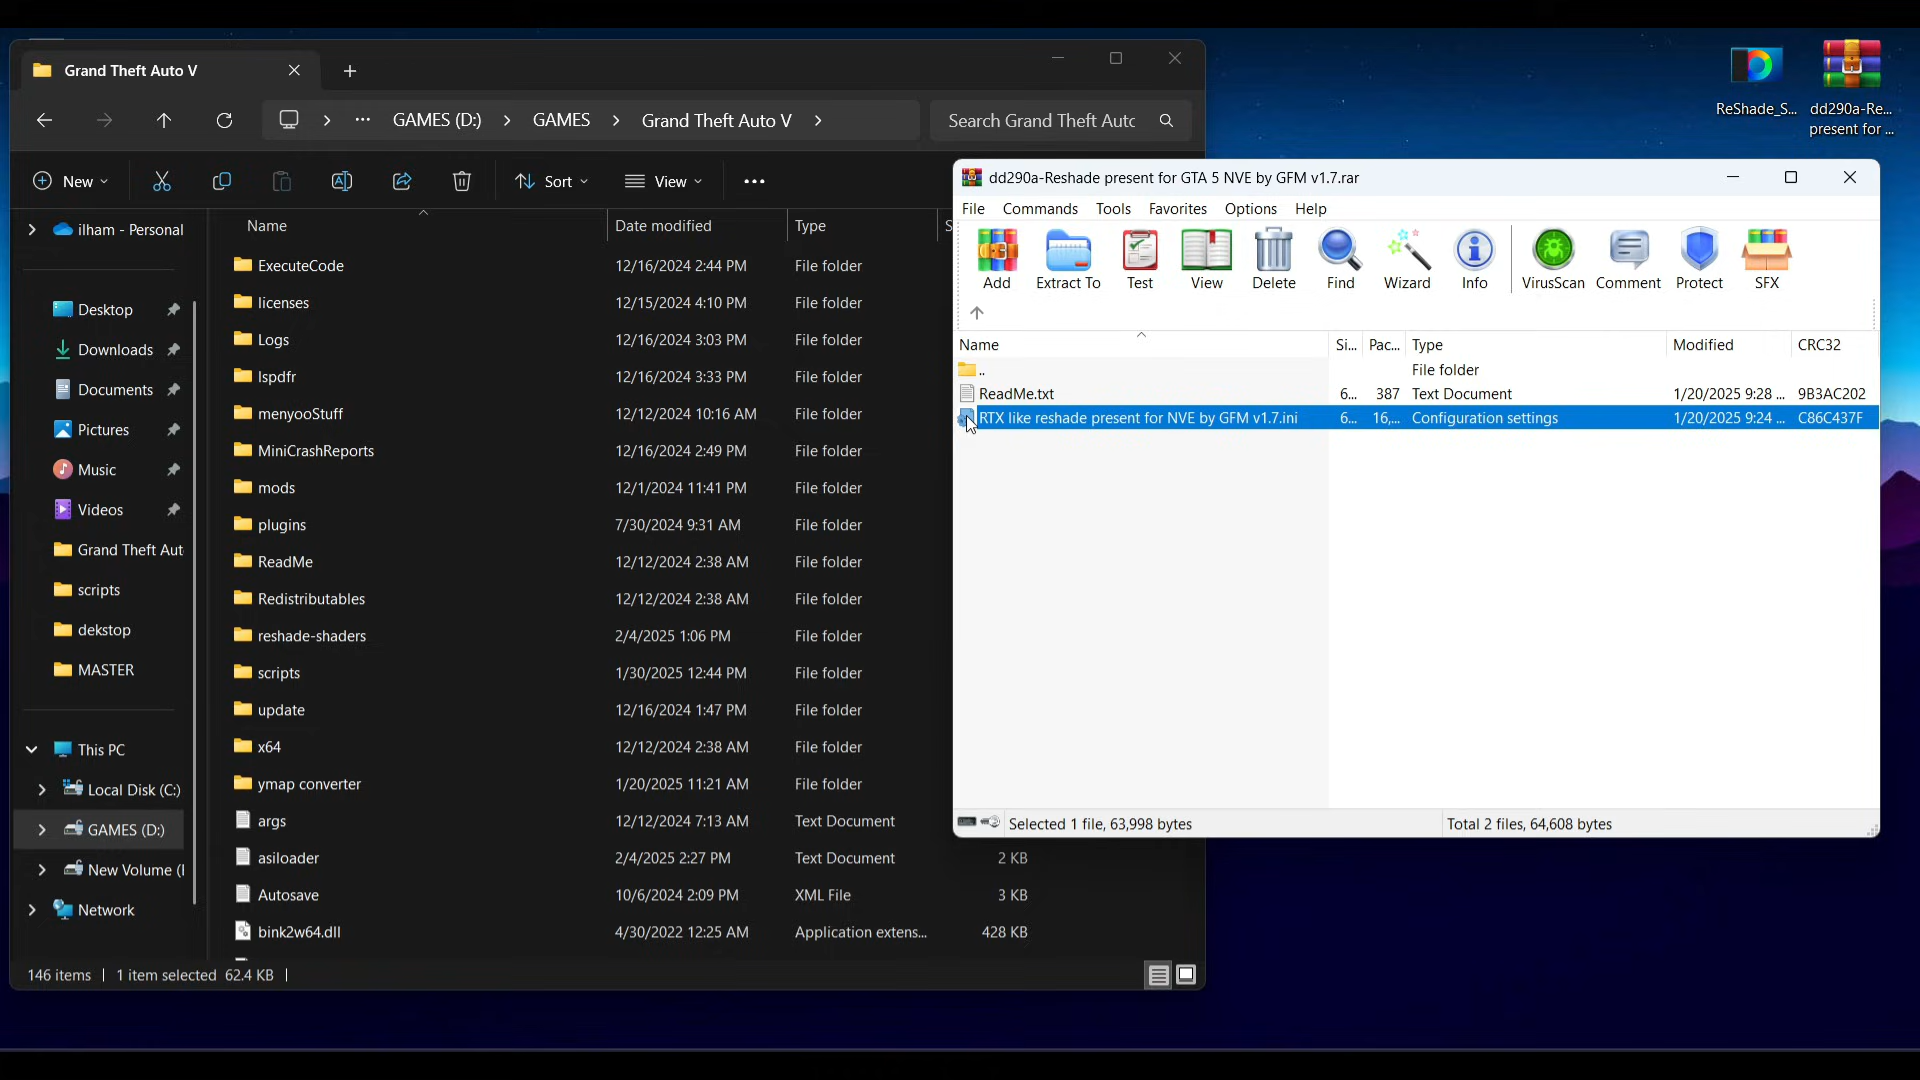 Grand Theft Auto V
GAMES (D:) > GAMES > Grand Theft Auto V >
Search Grand Theft Autc
New
Sort
View
ilham - Personal
Desktop
Downloads
Documents
Pictures
Music
Videos
Grand Theft Aut
scripts
dekstop
MASTER
This PC
Local Disk (C:)
GAMES (D:)
New Volume (I
Network
Name Date modified Type S
ExecuteCode 12/16/2024 2:44 PM File folder
licenses 12/15/2024 4:10 PM File folder
Logs 12/16/2024 3:03 PM File folder
lspdfr 12/16/2024 3:33 PM File folder
menyooStuff 12/12/2024 10:16 AM File folder
MiniCrashReports 12/16/2024 2:49 PM File folder
mods 12/1/2024 11:41 PM File folder
plugins 7/30/2024 9:31 AM File folder
ReadMe 12/12/2024 2:38 AM File folder
Redistributables 12/12/2024 2:38 AM File folder
reshade-shaders 2/4/2025 1:06 PM File folder
scripts 1/30/2025 12:44 PM File folder
update 12/16/2024 1:47 PM File folder
x64 12/12/2024 2:38 AM File folder
ymap converter 1/20/2025 11:21 AM File folder
args 12/12/2024 7:13 AM Text Document
asiloader 2/4/2025 2:27 PM Text Document 2 KB
Autosave 10/6/2024 2:09 PM XML File 3 KB
bink2w64.dll 4/30/2022 12:25 AM Application extens... 428 KB
146 items 1 item selected 62.4 KB
ReShade_S...
dd290a-Re...
present for ...
dd290a-Reshade present for GTA 5 NVE by GFM v1.7.rar
File Commands Tools Favorites Options Help
Add Extract To Test View Delete Find Wizard Info VirusScan Comment Protect SFX
Name Si... Pac... Type Modified CRC32
.. File folder
ReadMe.txt 6... 387 Text Document 1/20/2025 9:28 ... 9B3AC202
RTX like reshade present for NVE by GFM v1.7.ini 6... 16,... Configuration settings 1/20/2025 9:24 ... C86C437F
Selected 1 file, 63,998 bytes Total 2 files, 64,608 bytes